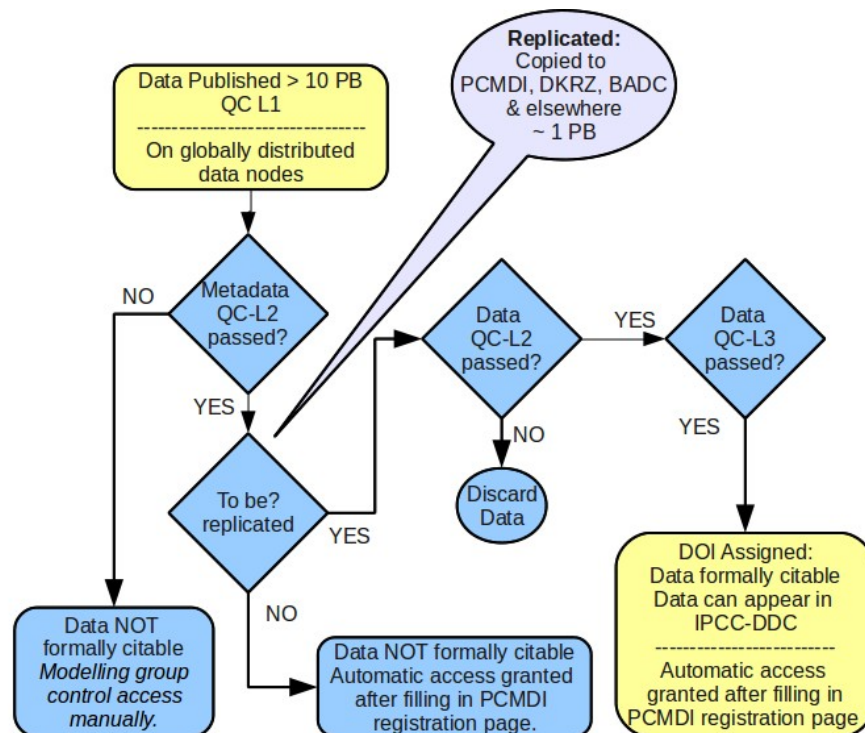 Replicated:
Copied to
PCMDI, DKRZ, BADC
& elsewhere
~ 1 PB
Data Published > 10 PB
QC L1
---------------------------------
On globally distributed
data nodes
NO
Metadata
QC-L2
passed?
YES
Data
QC-L2
passed?
YES
Data
QC-L3
passed?
YES
NO
Discard
Data
To be?
replicated
YES
NO
DOI Assigned:
Data formally citable
Data can appear in
IPCC-DDC
--------------------------
Automatic access
granted after filling in
PCMDI registration page
Data NOT
formally citable
Modelling group
control access
manually.
Data NOT formally citable
Automatic access granted
after filling in PCMDI
registration page.